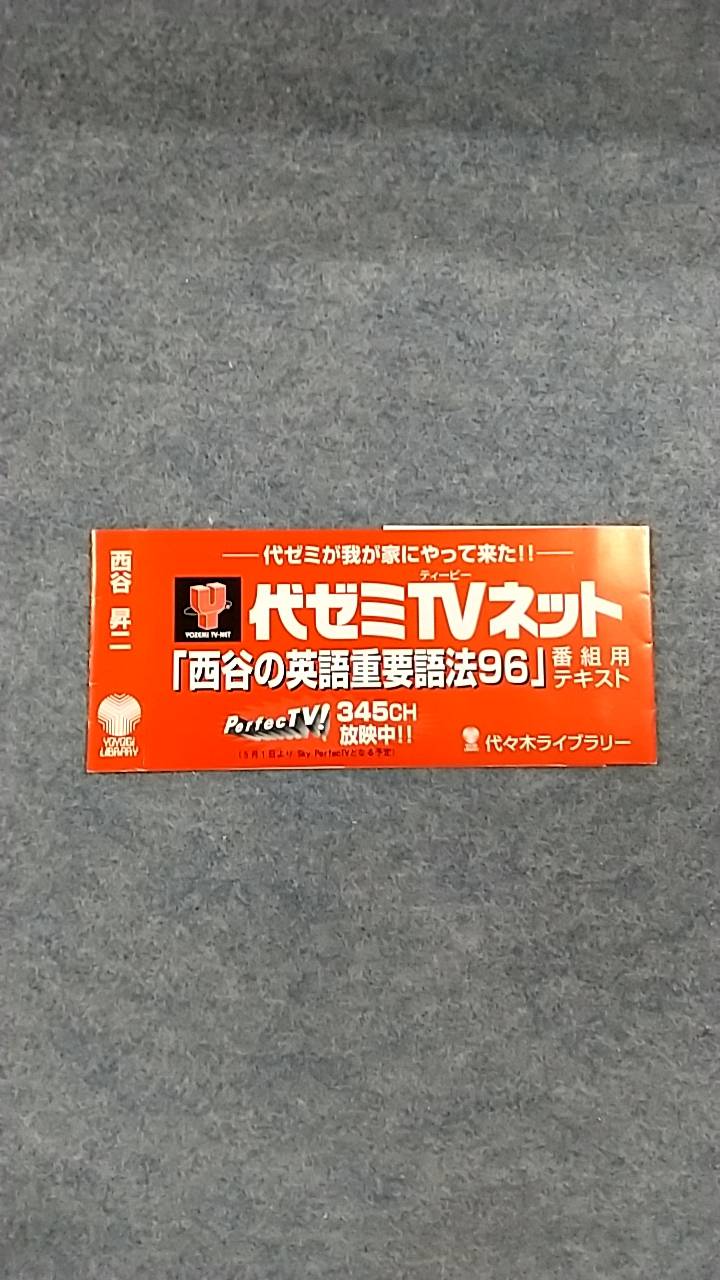 西谷 昇二
YOYOGI
LIBRARY
代ゼミが我が家にやって来た!!
ティービー
代ゼミTVネット
YOZEMI TV-NET
「西谷の英語重要語法96」番組用
テキスト
PerfecTV! 345CH
放映中!!
(5月1日より Sky PerfecTVとなる予定)
代々木ライブラリー